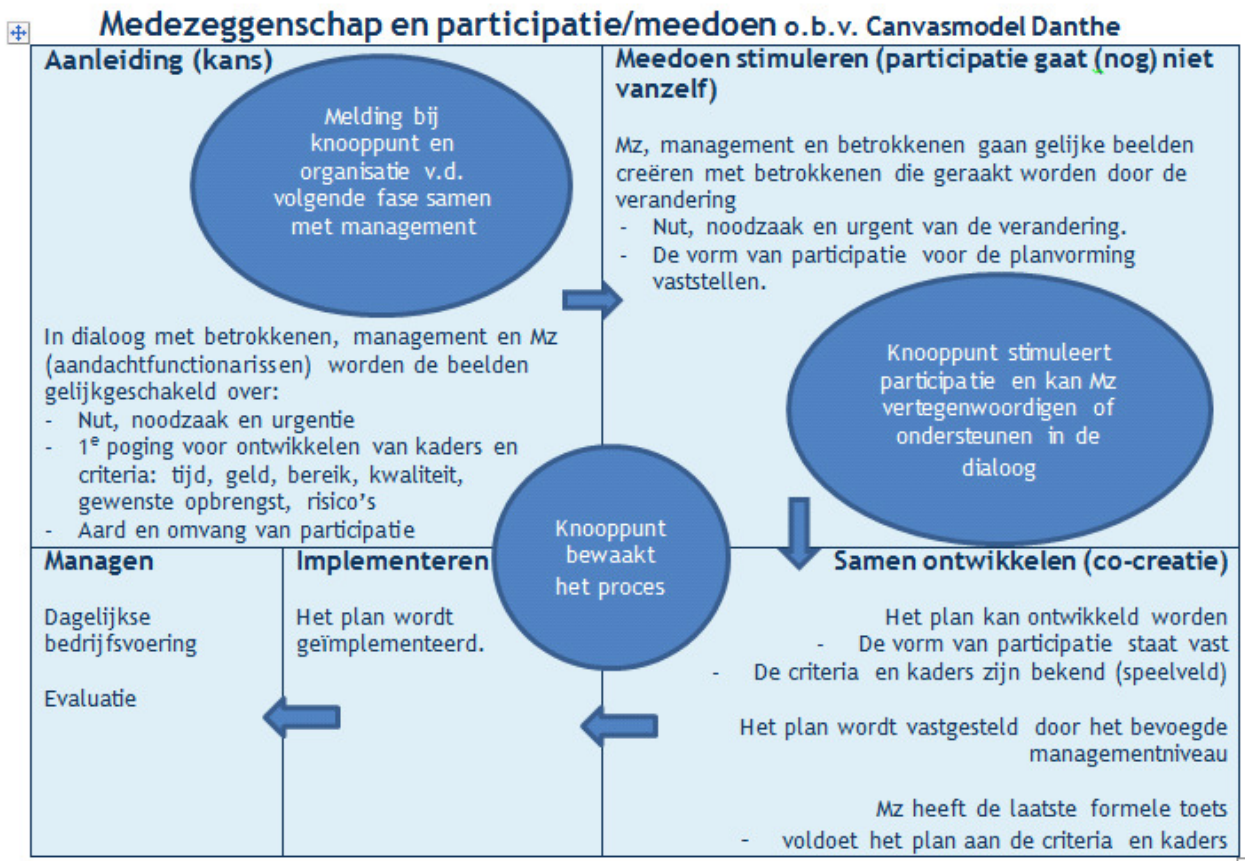 Medezeggenschap en participatie/meedoen o.b.v. Canvasmodel Danthe
Aanleiding (kans)
Melding bij
knooppunt en
organisatie v.d.
volgende fase samen
met management
In dialoog met betrokkenen, management en Mz
(aandachtfunctionarissen) worden de beelden
gelijkgeschakeld over:
- Nut, noodzaak en urgentie
- 1e poging voor ontwikkelen van kaders en
criteria: tijd, geld, bereik, kwaliteit,
gewenste opbrengst, risico's
- Aard en omvang van participatie
Meedoen stimuleren (participatie gaat (nog) niet
vanzelf)
Mz, management en betrokkenen gaan gelijke beelden
creëren met betrokkenen die geraakt worden door de
verandering
- Nut, noodzaak en urgent van de verandering.
- De vorm van participatie voor de planvorming
vaststellen.
Knooppunt stimuleert
participatie en kan Mz
vertegenwoordigen of
ondersteunen in de
dialoog
Knooppunt
bewaakt
het proces
Samen ontwikkelen (co-creatie)
Het plan kan ontwikkeld worden
- De vorm van participatie staat vast
- De criteria en kaders zijn bekend (speelveld)
Het plan wordt vastgesteld door het bevoegde
managementniveau
Mz heeft de laatste formele toets
- voldoet het plan aan de criteria en kaders
Implementeren
Het plan wordt
geïmplementeerd.
Managen
Dagelijkse
bedrijfsvoering
Evaluatie